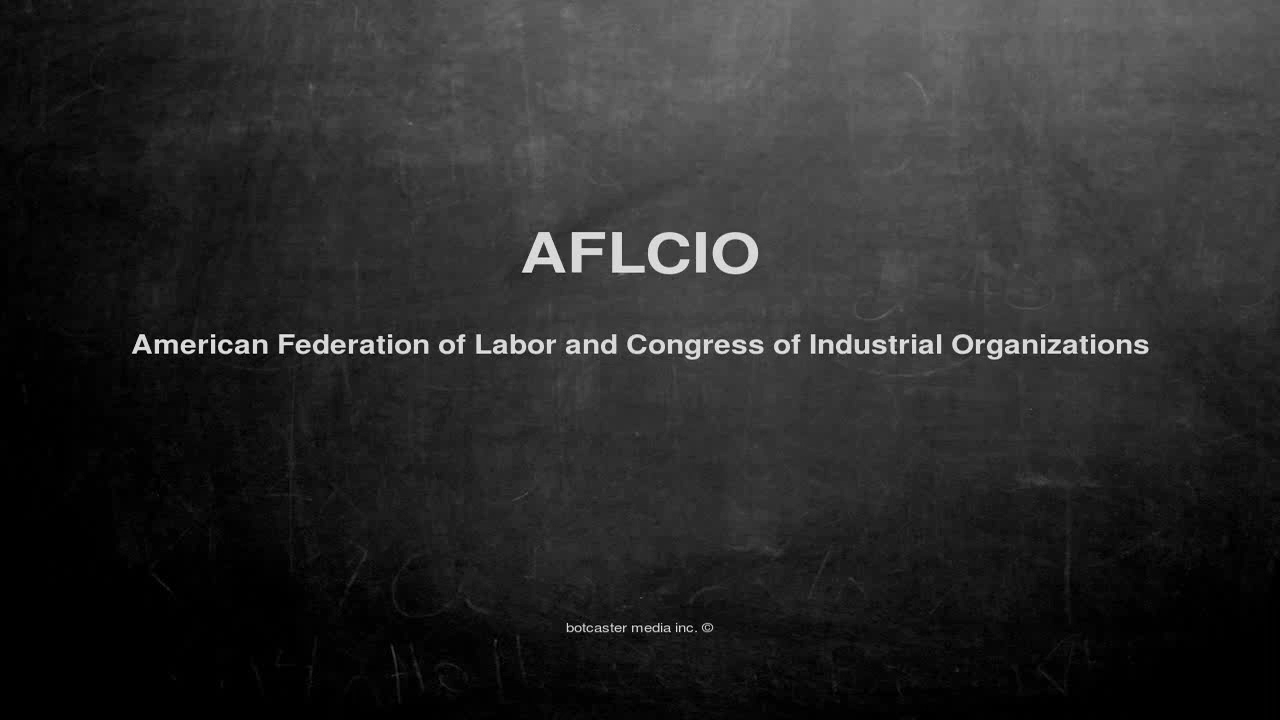 AFLCIO
American Federation of Labor and Congress of Industrial Organizations
botcaster media inc. ©